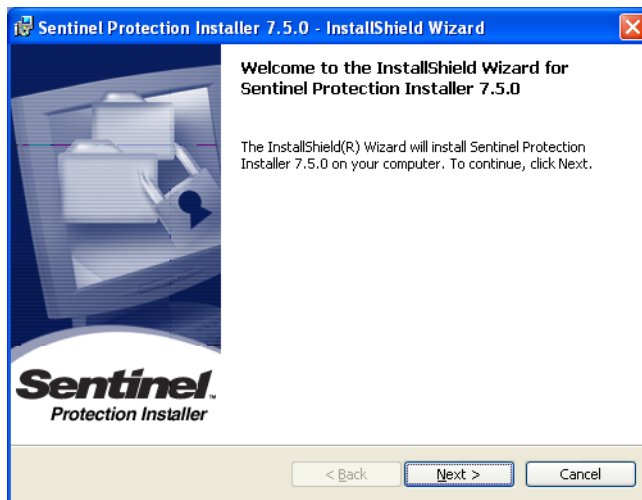 Sentinel Protection Installer 7.5.0 - InstallShield Wizard
Welcome to the InstallShield Wizard for
Sentinel Protection Installer 7.5.0
The InstallShield(R) Wizard will install Sentinel Protection
Installer 7.5.0 on your computer. To continue, click Next.
Sentinel™
Protection Installer
< Back
Next >
Cancel